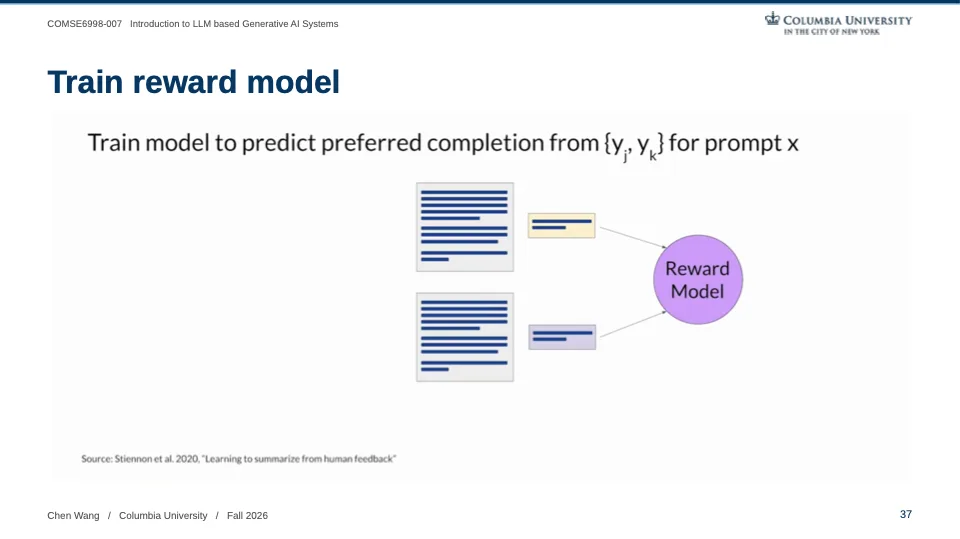 COMSE6998-007 Introduction to LLM based Generative AI Systems
COLUMBIA UNIVERSITY
IN THE CITY OF NEW YORK
Train reward model
Train model to predict preferred completion from {yj, yk} for prompt x
Reward
Model
Source: Stiennon et al. 2020, "Learning to summarize from human feedback"
Chen Wang / Columbia University / Fall 2026
37